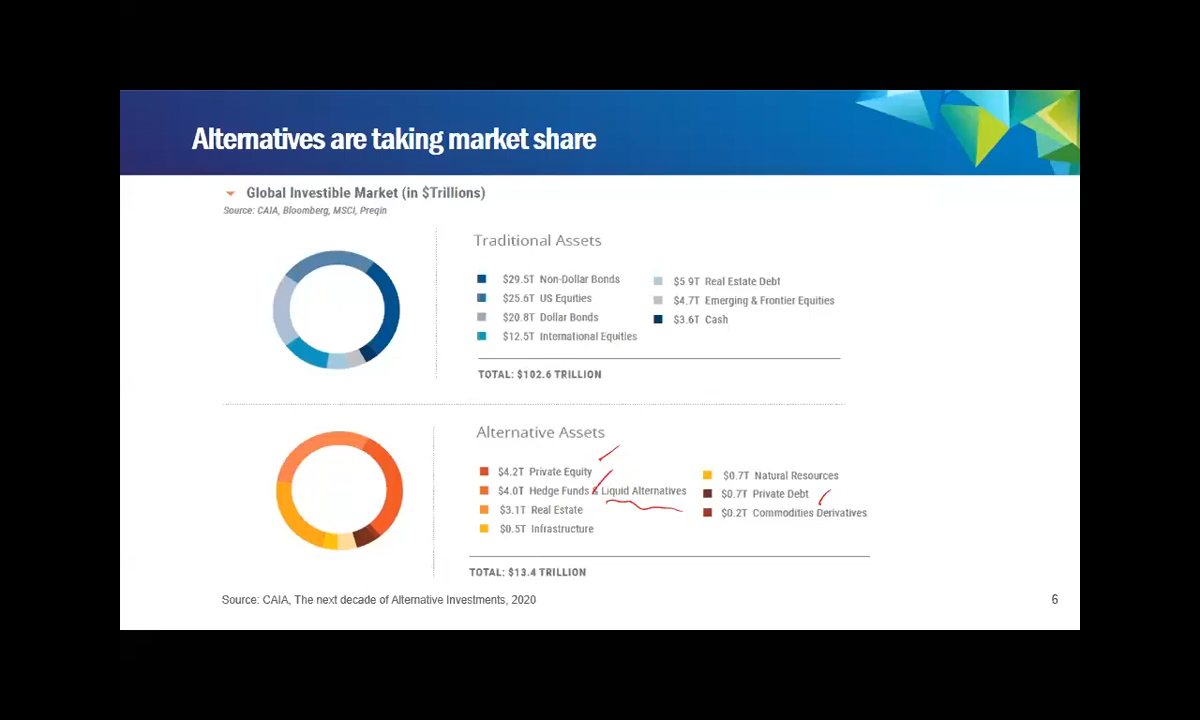 Alternatives are taking market share
Global Investible Market (in $Trillions)
Source: CAIA, Bloomberg, MSCI, Preqin
Traditional Assets
$29.5T Non-Dollar Bonds
$25.6T US Equities
$20.8T Dollar Bonds
$12.5T International Equities
$5.9T Real Estate Debt
$4.7T Emerging & Frontier Equities
$3.6T Cash
TOTAL: $102.6 TRILLION
Alternative Assets
$4.2T Private Equity
$4.0T Hedge Funds & Liquid Alternatives
$3.1T Real Estate
$0.5T Infrastructure
$0.7T Natural Resources
$0.7T Private Debt
$0.2T Commodities Derivatives
TOTAL: $13.4 TRILLION
Source: CAIA, The next decade of Alternative Investments, 2020
6